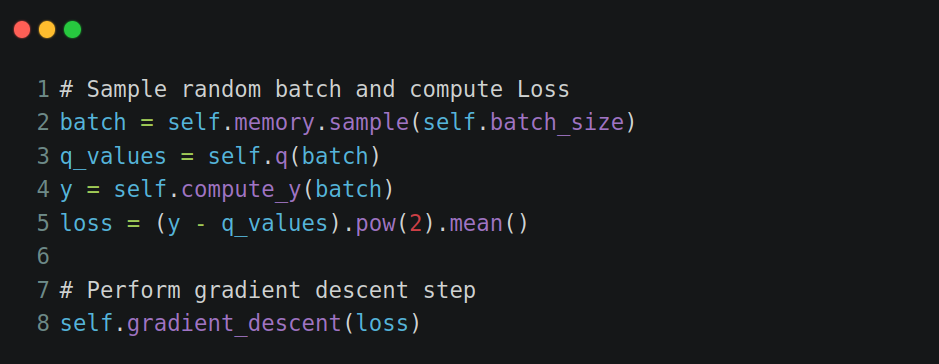 1 # Sample random batch and compute Loss
2 batch = self.memory.sample(self.batch_size)
3 q_values = self.q(batch)
4 y = self.compute_y(batch)
5 loss = (y - q_values).pow(2).mean()
6
7 # Perform gradient descent step
8 self.gradient_descent(loss)